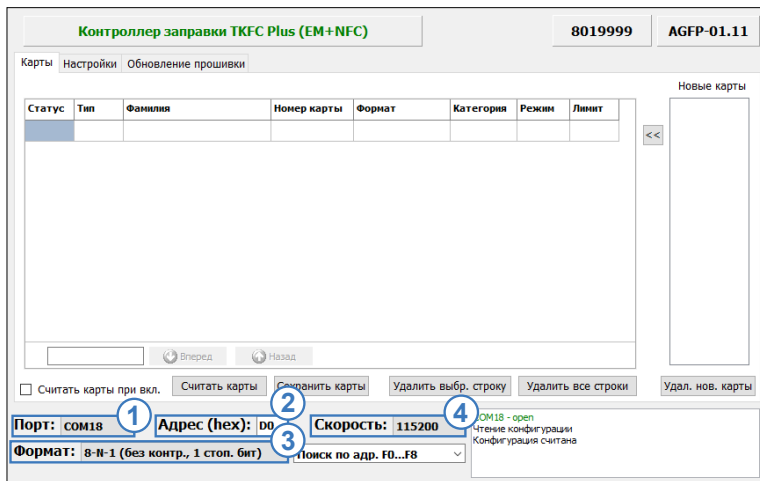 Контроллер заправки TKFC Plus (EM+NFC)
8019999
AGFP-01.11
Карты Настройки Обновление прошивки
Новые карты
Статус Тип Фамилия Номер карты Формат Категория Режим Лимит
<<
Вперед Назад
Считать карты при вкл. Считать карты Сохранить карты Удалить выбр. строку Удалить все строки Удал. нов. карты
1 2 4
Порт: COM18 Адрес (hex): D0 Скорость: 115200
COM18 - open
Чтение конфигурации
Конфигурация считана
3
Формат: 8-N-1 (без контр., 1 стоп. бит) Поиск по адр. F0...F8